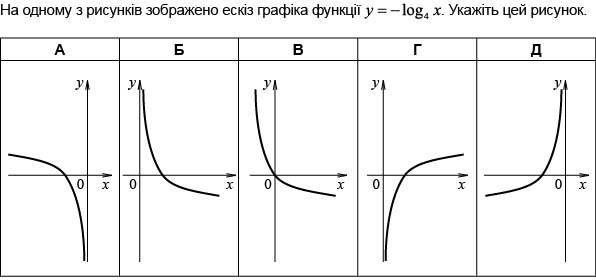 На одному з рисунків зображено ескіз графіка функції y = −log₄ x. Укажіть цей рисунок.
А Б В Г Д
y y y y y
0 x 0 x 0 x 0 x 0 x